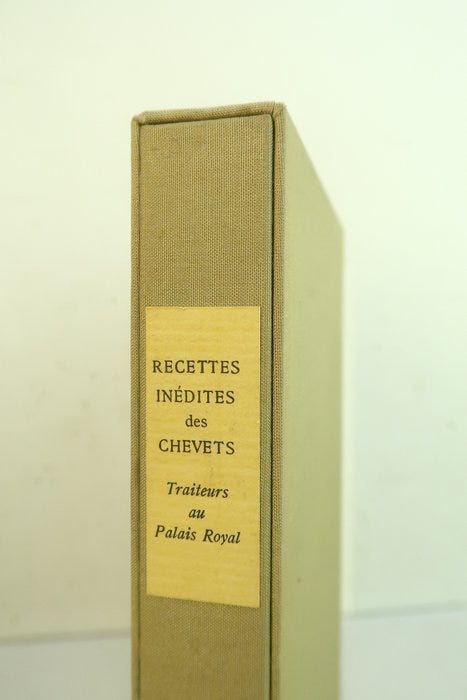 RECETTES
INÉDITES
des
CHEVETS
Traiteurs
au
Palais Royal